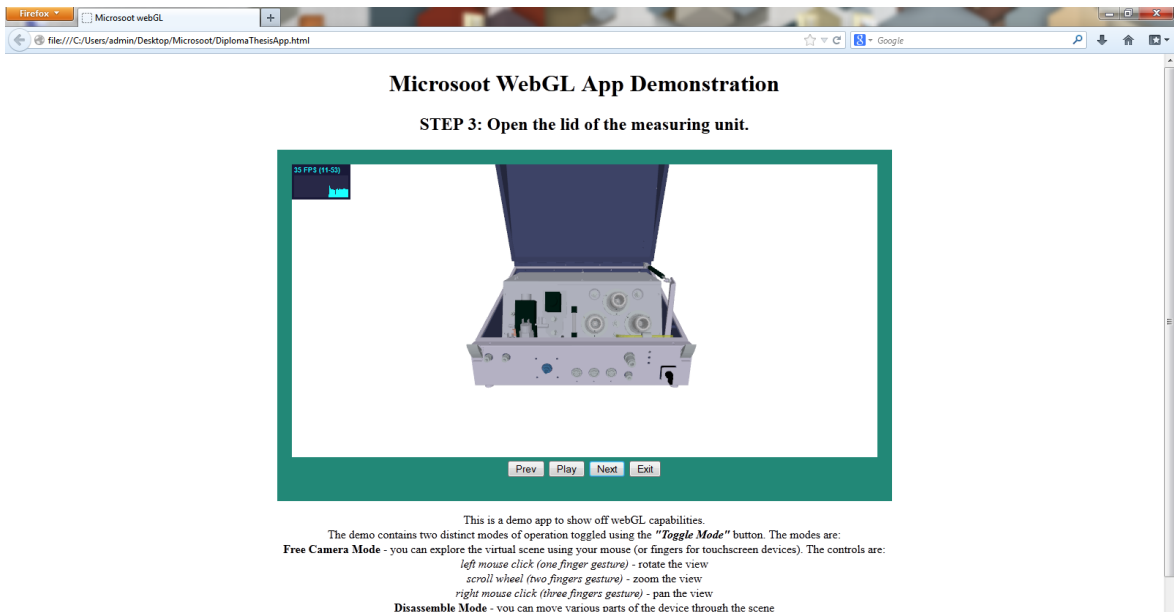 Firefox
Microsoot webGL
file:///C:/Users/admin/Desktop/Microsoot/DiplomaThesisApp.html
Google
Microsoot WebGL App Demonstration
STEP 3: Open the lid of the measuring unit.
35 FPS (11-53)
Prev Play Next Exit
This is a demo app to show off webGL capabilities.
The demo contains two distinct modes of operation toggled using the "Toggle Mode" button. The modes are:
Free Camera Mode - you can explore the virtual scene using your mouse (or fingers for touchscreen devices). The controls are:
left mouse click (one finger gesture) - rotate the view
scroll wheel (two fingers gesture) - zoom the view
right mouse click (three fingers gesture) - pan the view
Disassemble Mode - you can move various parts of the device through the scene